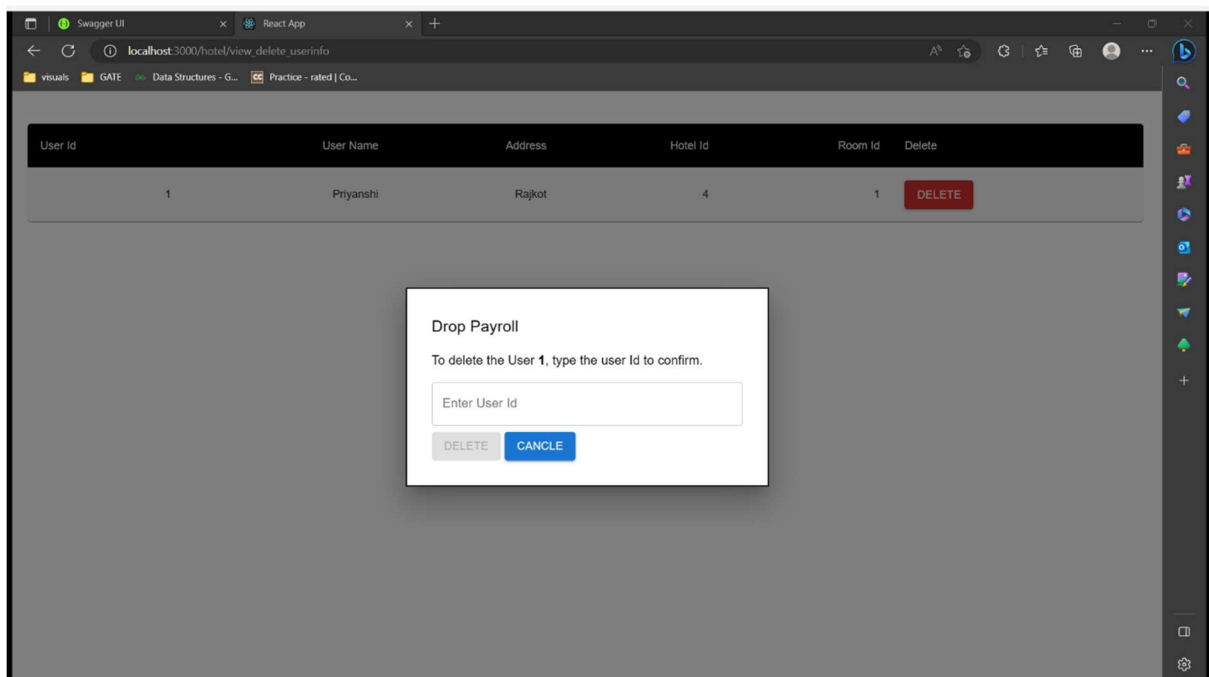 Swagger UI
React App
localhost:3000/hotel/view_delete_userinfo
visuals GATE Data Structures - G... CC Practice - rated | Co...
User Id User Name Address Hotel Id Room Id Delete
1 Priyanshi Rajkot 4 1 DELETE
Drop Payroll
To delete the User 1, type the user Id to confirm.
Enter User Id
DELETE CANCLE